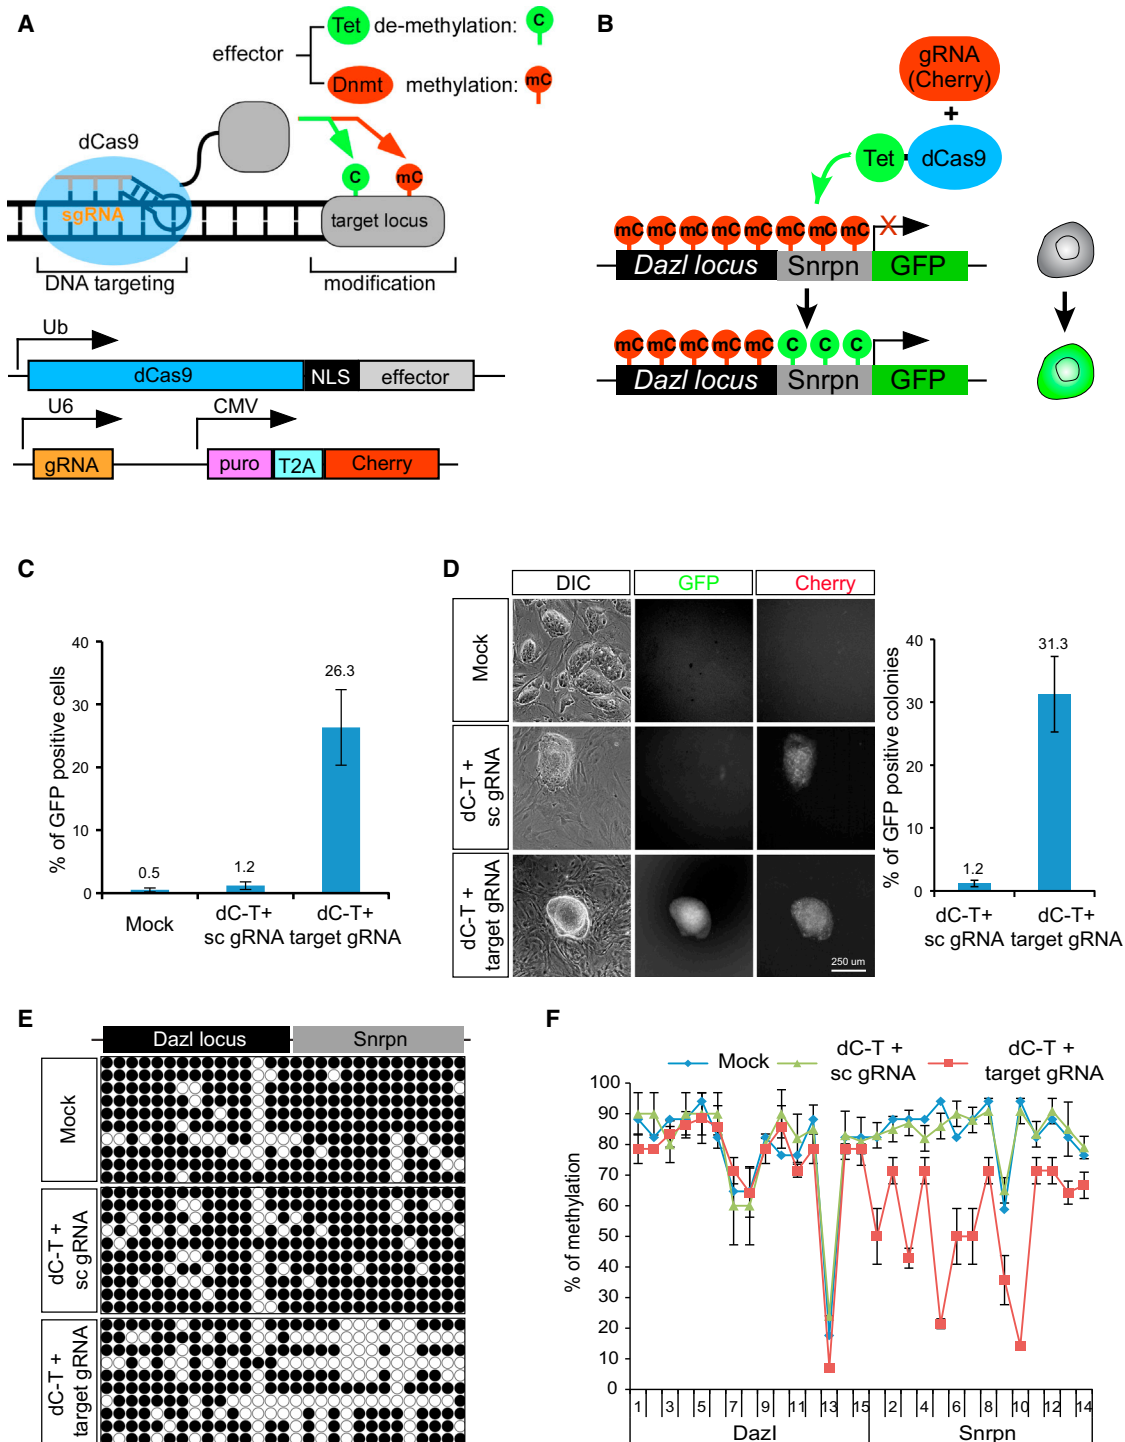 A
effector
Tet de-methylation: C
Dnmt methylation: mC
dCas9
C mC
sgRNA
target locus
DNA targeting modification
Ub
dCas9 NLS effector
U6 CMV
gRNA puro T2A Cherry
B
gRNA
(Cherry)
+
Tet dCas9
mC mC mC mC mC mC mC mC X
Dazl locus Snrpn GFP
mC mC mC mC mC C C C
Dazl locus Snrpn GFP
C
% of GFP positive cells
40
30
20
10
0
0.5
1.2
26.3
Mock
dC-T+
sc gRNA
dC-T+
target gRNA
D
DIC GFP Cherry
Mock
dC-T +
sc gRNA
dC-T +
target gRNA
250 um
% of GFP positive colonies
40
30
20
10
0
1.2
31.3
dC-T+
sc gRNA
dC-T+
target gRNA
E
Dazl locus Snrpn
Mock
dC-T +
sc gRNA
dC-T +
target gRNA
F
Mock
dC-T +
sc gRNA
dC-T +
target gRNA
% of methylation
100
90
80
70
60
50
40
30
20
10
0
1 3 5 7 9 11 13 15 2 4 6 8 10 12 14
Dazl Snrpn